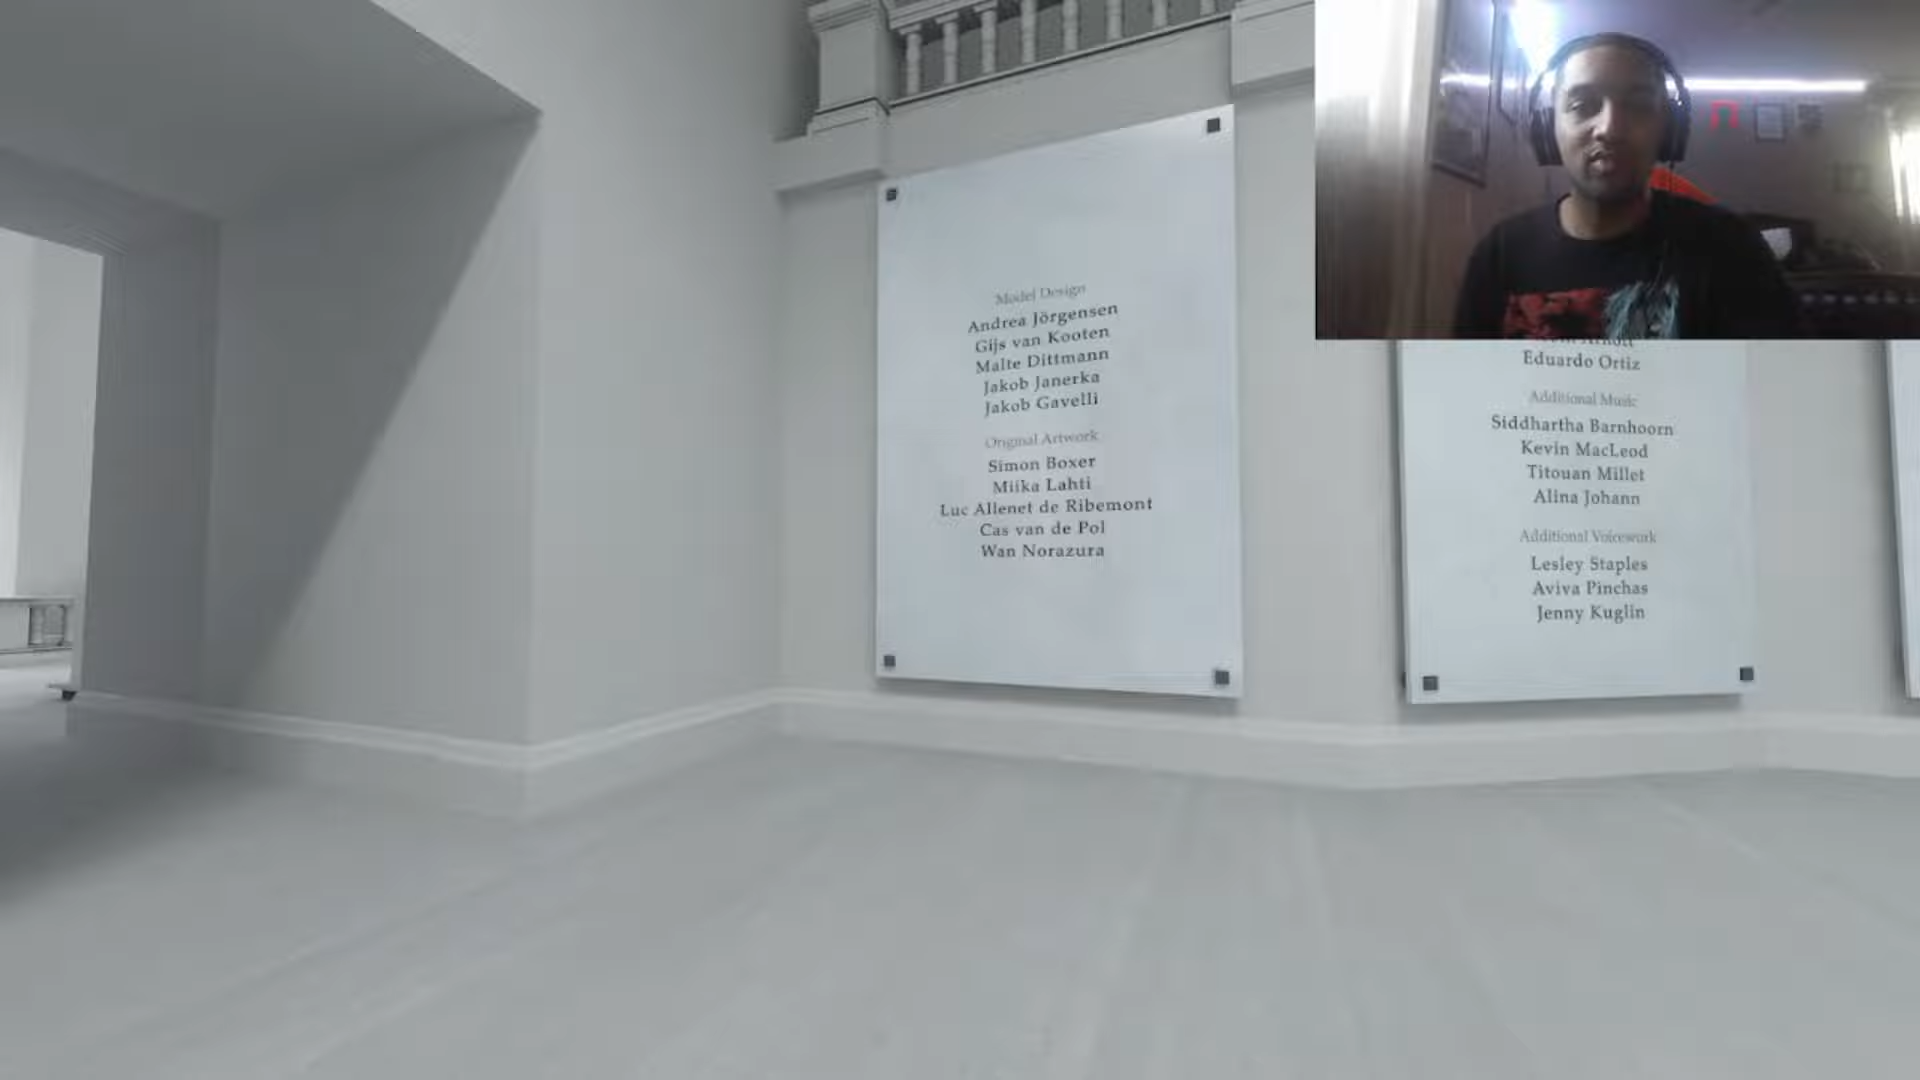 Model Design
Andrea Jörgensen
Gijs van Kooten
Malte Dittmann
Jakob Janerka
Jakob Gavelli
Original Artwork
Simon Boxer
Miika Lahti
Luc Allenet de Ribemont
Cas van de Pol
Wan Norazura
Eduardo Ortiz
Additional Music
Siddhartha Barnhoorn
Kevin MacLeod
Titouan Millet
Alina Johann
Additional Voicework
Lesley Staples
Aviva Pinchas
Jenny Kuglin